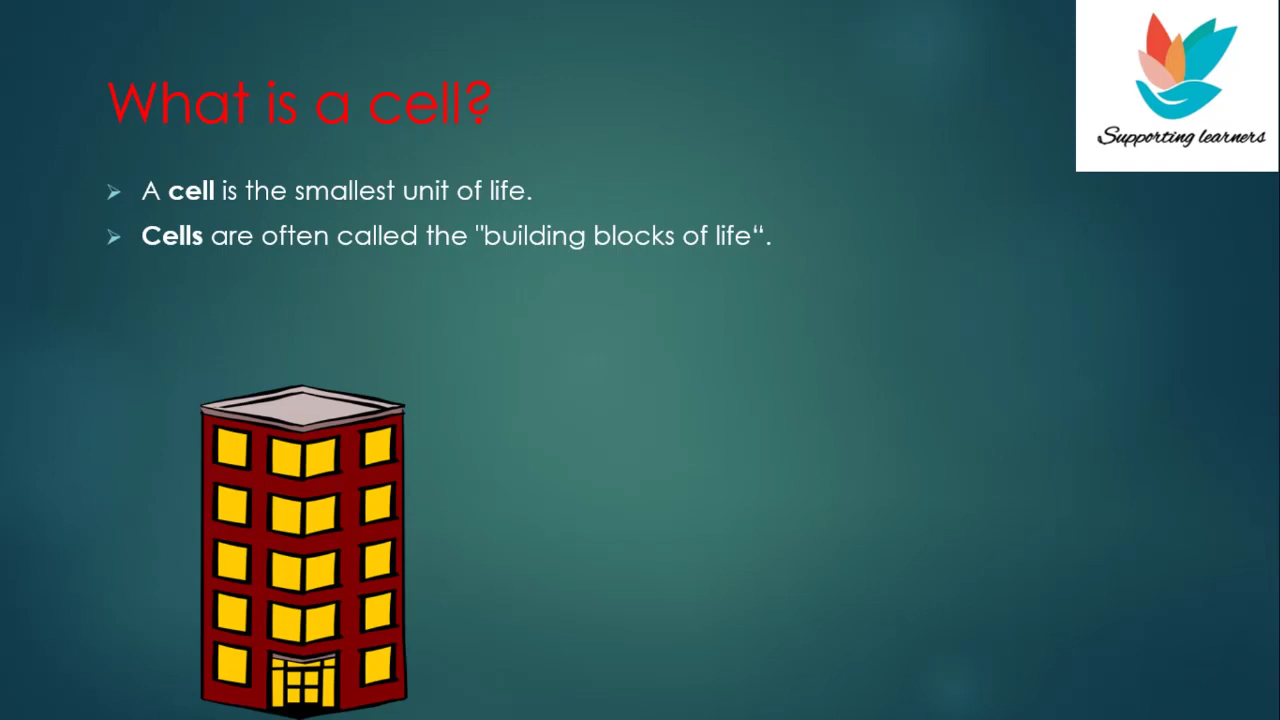 What is a cell?
A cell is the smallest unit of life.
Cells are often called the "building blocks of life“.
Supporting learners